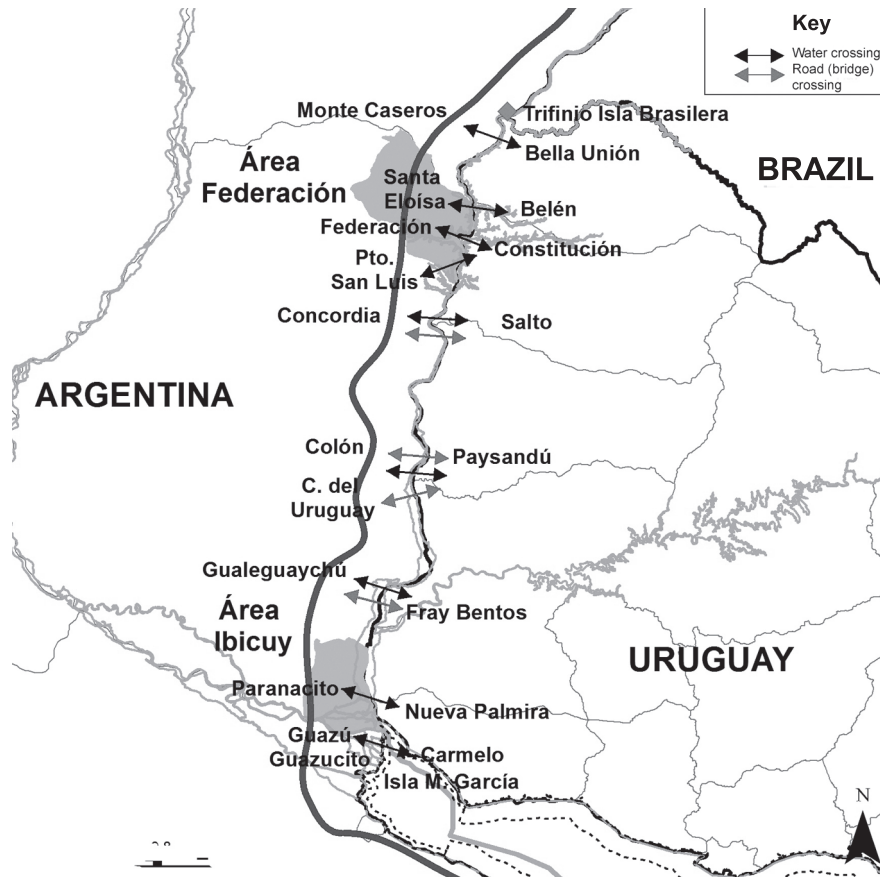 Key
Water crossing
Road (bridge)
crossing
Monte Caseros
Trifinio Isla Brasilera
Bella Unión
BRAZIL
Área
Federación
Santa
Eloísa
Belén
Federación
Constitución
Pto.
San Luis
Concordia
Salto
ARGENTINA
Colón
Paysandú
C. del
Uruguay
Gualeguaychú
Fray Bentos
Área
Ibicuy
URUGUAY
Paranacito
Nueva Palmira
Guazú
Guazucito
Carmelo
Isla M. García
N